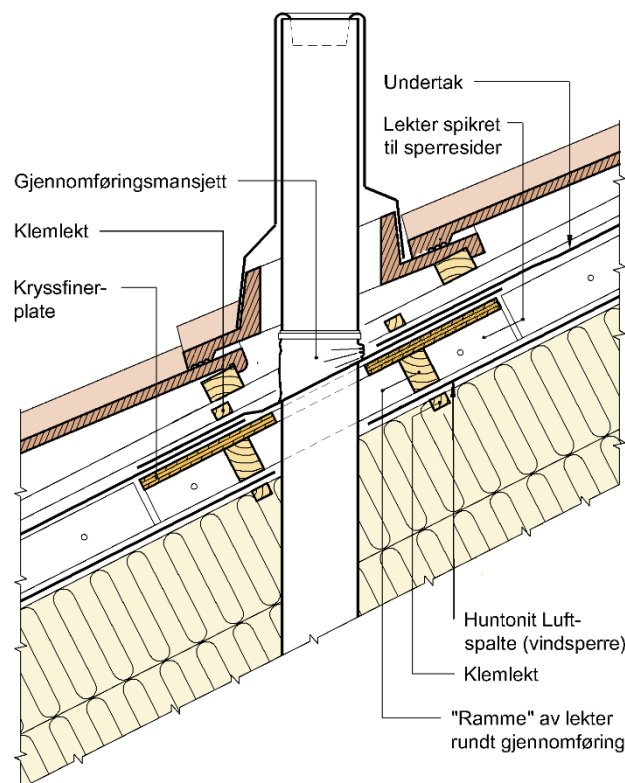 Undertak
Lekter spikret
til sperresider
Gjennomføringsmansjett
Klemlekt
Kryssfiner-
plate
Huntonit Luft-
spalte (vindsperre)
Klemlekt
"Ramme" av lekter
rundt gjennomføring